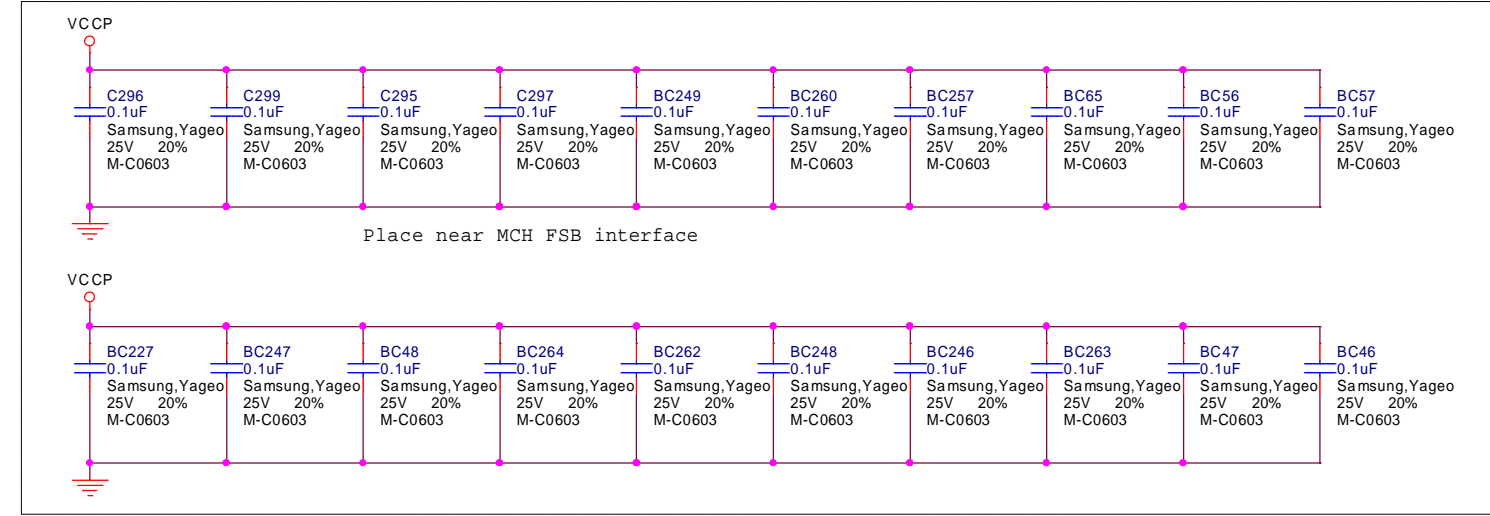 VCCP
C296
0.1uF
Samsung,Yageo
25V 20%
M-C0603
C299
0.1uF
Samsung,Yageo
25V 20%
M-C0603
C295
0.1uF
Samsung,Yageo
25V 20%
M-C0603
C297
0.1uF
Samsung,Yageo
25V 20%
M-C0603
BC249
0.1uF
Samsung,Yageo
25V 20%
M-C0603
BC260
0.1uF
Samsung,Yageo
25V 20%
M-C0603
BC257
0.1uF
Samsung,Yageo
25V 20%
M-C0603
BC65
0.1uF
Samsung,Yageo
25V 20%
M-C0603
BC56
0.1uF
Samsung,Yageo
25V 20%
M-C0603
BC57
0.1uF
Samsung,Yageo
25V 20%
M-C0603
Place near MCH FSB interface
VCCP
BC227
0.1uF
Samsung,Yageo
25V 20%
M-C0603
BC247
0.1uF
Samsung,Yageo
25V 20%
M-C0603
BC48
0.1uF
Samsung,Yageo
25V 20%
M-C0603
BC264
0.1uF
Samsung,Yageo
25V 20%
M-C0603
BC262
0.1uF
Samsung,Yageo
25V 20%
M-C0603
BC248
0.1uF
Samsung,Yageo
25V 20%
M-C0603
BC246
0.1uF
Samsung,Yageo
25V 20%
M-C0603
BC263
0.1uF
Samsung,Yageo
25V 20%
M-C0603
BC47
0.1uF
Samsung,Yageo
25V 20%
M-C0603
BC46
0.1uF
Samsung,Yageo
25V 20%
M-C0603